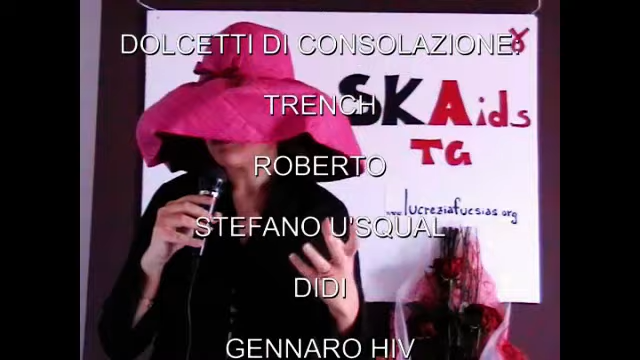 DOLCETTI DI CONSOLAZIONE:
TRENCH
ROBERTO
STEFANO U'SQUAL
DIDI
GENNARO HIV
SKAids
TG
www.lucreziafucsias.org